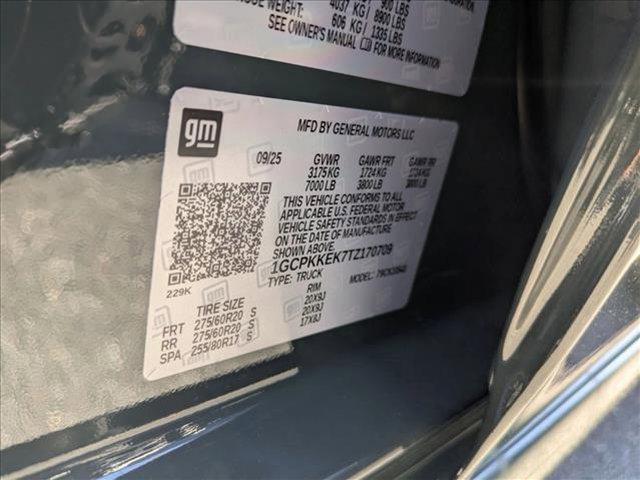 4037 KG / 8900 LBS
606 KG / 1335 LBS
SEE OWNER'S MANUAL FOR MORE INFORMATION
gm
MFD BY GENERAL MOTORS LLC
09/25 GVWR GAWR FRT GAWR RR
3175 KG 1724 KG 1724 KG
7000 LB 3800 LB 3800 LB
THIS VEHICLE CONFORMS TO ALL
APPLICABLE U.S. FEDERAL MOTOR
VEHICLE SAFETY STANDARDS IN EFFECT
ON THE DATE OF MANUFACTURE
SHOWN ABOVE.
1GCPKKEK7TZ170709
TYPE: TRUCK MODEL:
229K
TIRE SIZE RIM
FRT 275/60R20 S 20X9J
RR 275/60R20 S 20X9J
SPA 255/80R17 S 17X8J